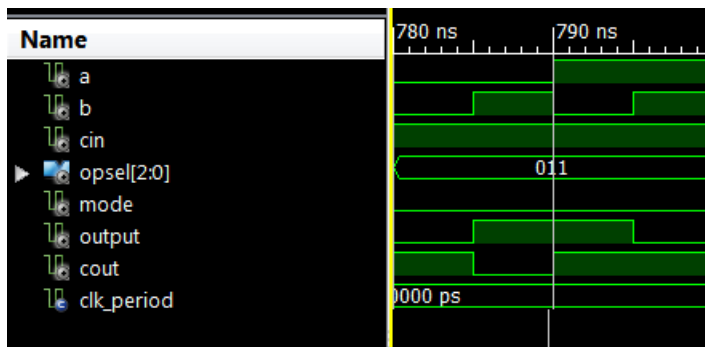 Name
780 ns 790 ns
a
b
cin
opsel[2:0] 011
mode
output
cout
clk_period 0000 ps